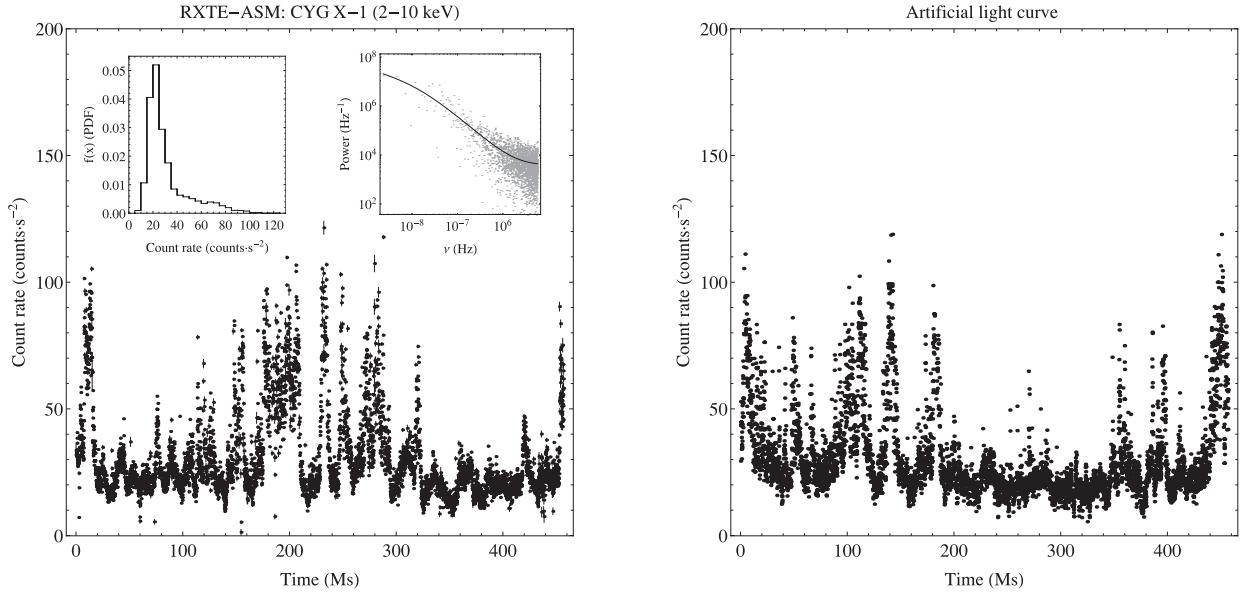 RXTE−ASM: CYG X−1 (2−10 keV)
200
150
100
50
0
Count rate (counts·s⁻²)
0 100 200 300 400
Time (Ms)
0.05
0.04
0.03
0.02
0.01
0.00
f(x) (PDF)
0 20 40 60 80 100 120
Count rate (counts·s⁻²)
10⁸
10⁶
10⁴
10²
Power (Hz⁻¹)
10⁻⁸ 10⁻⁷ 10⁻⁶
ν (Hz)
Artificial light curve
200
150
100
50
0
Count rate (counts·s⁻²)
0 100 200 300 400
Time (Ms)